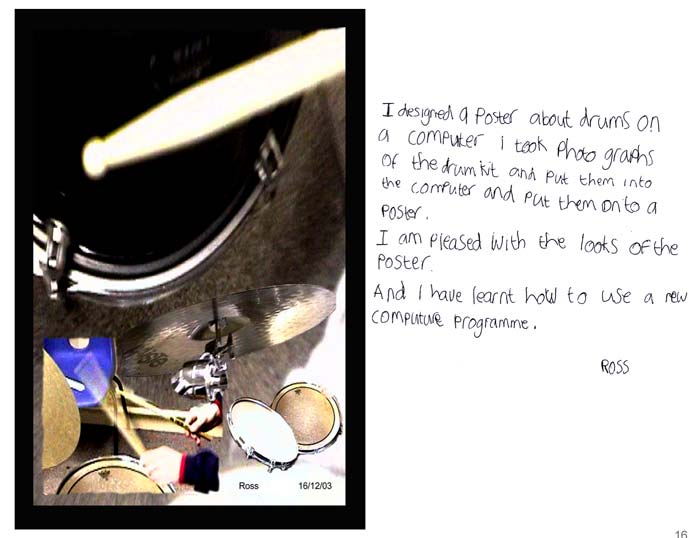 Ross 16/12/03
I designed a Poster about drums on
a computer I took Photo graphs
of the drum kit and Put them into
the computer and put them onto a
Poster.
I am Pleased with the looks of the
Poster.
And I have learnt how to use a new
computure Programme.
ROSS
16